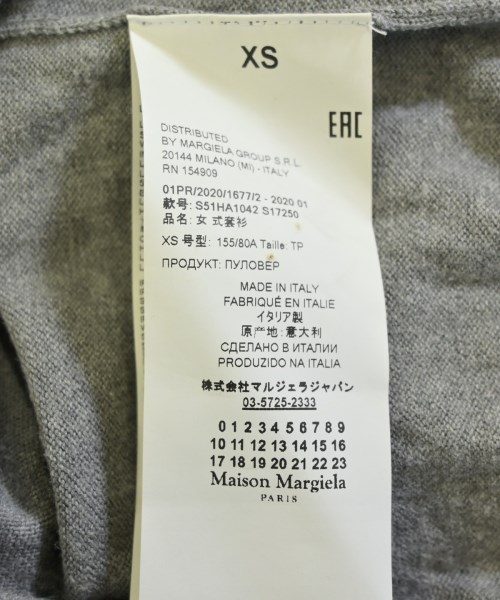 XS
EAC
DISTRIBUTED
BY MARGIELA GROUP S.R.L.
20144 MILANO (MI) - ITALY
RN 154909
01PR/2020/1677/2 - 2020 01
款号: S51HA1042 S17250
品名: 女 式套衫
XS 号型: 155/80A Taille: TP
ПРОДУКТ: ПУЛОВЕР
MADE IN ITALY
FABRIQUÉ EN ITALIE
イタリア製
原产地: 意大利
СДЕЛАНО В ИТАЛИИ
PRODUZIDO NA ITALIA
株式会社マルジェラジャパン
03-5725-2333
0 1 2 3 4 5 6 7 8 9
10 11 12 13 14 15 16
17 18 19 20 21 22 23
Maison Margiela
PARIS